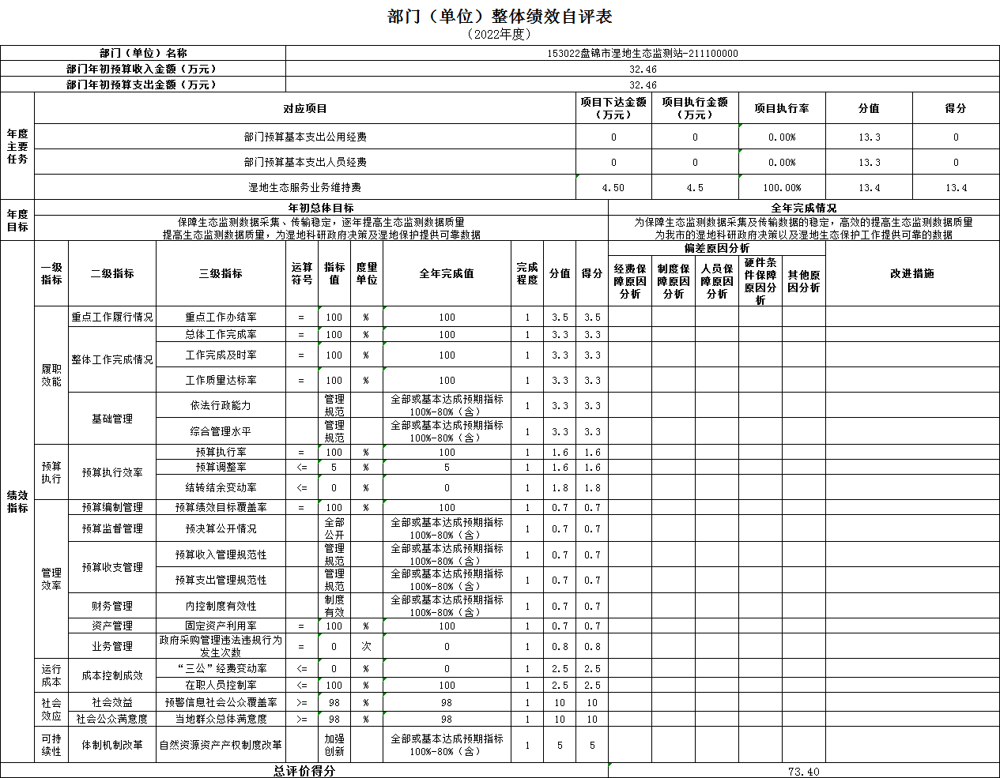 部门（单位）整体绩效自评表
（2022年度）
部门（单位）名称 153022盘锦市湿地生态监测站-211100000
部门年初预算收入金额（万元） 32.46
部门年初预算支出金额（万元） 32.46
年度主要任务 对应项目 项目下达金额（万元） 项目执行金额（万元） 项目执行率 分值 得分
部门预算基本支出公用经费 0 0 0.00% 13.3 0
部门预算基本支出人员经费 0 0 0.00% 13.3 0
湿地生态服务业务维持费 4.50 4.5 100.00% 13.4 13.4
年度目标 年初总体目标 全年完成情况
保障生态监测数据采集、传输稳定，逐年提高生态监测数据质量
提高生态监测数据质量，为湿地科研政府决策及湿地保护提供可靠数据
为保障生态监测数据采集及传输数据的稳定，高效的提高生态监测数据质量
为我市的湿地科研政府决策以及湿地生态保护工作提供可靠的数据
绩效指标 一级指标 二级指标 三级指标 运算符号 指标值 度量单位 全年完成值 完成程度 分值 得分 偏差原因分析 改进措施
经费保障原因分析 制度保障原因分析 人员保障原因分析 硬件条件保障原因分析 其他原因分析
履职效能 重点工作履行情况 重点工作办结率 = 100 % 100 1 3.5 3.5
整体工作完成情况 总体工作完成率 = 100 % 100 1 3.3 3.3
工作完成及时率 = 100 % 100 1 3.3 3.3
工作质量达标率 = 100 % 100 1 3.3 3.3
基础管理 依法行政能力 管理规范 全部或基本达成预期指标100%-80%（含） 1 3.3 3.3
综合管理水平 管理规范 全部或基本达成预期指标100%-80%（含） 1 3.3 3.3
预算执行 预算执行效率 预算执行率 = 100 % 100 1 1.6 1.6
预算调整率 <= 5 % 5 1 1.6 1.6
结转结余变动率 <= 0 % 0 1 1.8 1.8
管理效率 预算编制管理 预算绩效目标覆盖率 = 100 % 100 1 0.7 0.7
预算监督管理 预决算公开情况 全部公开 全部或基本达成预期指标100%-80%（含） 1 0.7 0.7
预算收支管理 预算收入管理规范性 管理规范 全部或基本达成预期指标100%-80%（含） 1 0.7 0.7
预算支出管理规范性 管理规范 全部或基本达成预期指标100%-80%（含） 1 0.7 0.7
财务管理 内控制度有效性 制度有效 全部或基本达成预期指标100%-80%（含） 1 0.7 0.7
资产管理 固定资产利用率 = 100 % 100 1 0.7 0.7
业务管理 政府采购管理违法违规行为发生次数 = 0 次 0 1 0.8 0.8
运行成本 成本控制成效 “三公”经费变动率 <= 0 % 0 1 2.5 2.5
在职人员控制率 <= 100 % 100 1 2.5 2.5
社会效应 社会效益 预警信息社会公众覆盖率 >= 98 % 98 1 10 10
社会公众满意度 当地群众总体满意度 >= 98 % 98 1 10 10
可持续性 体制机制改革 自然资源资产产权制度改革 加强创新 全部或基本达成预期指标100%-80%（含） 1 5 5
总评价得分 73.40